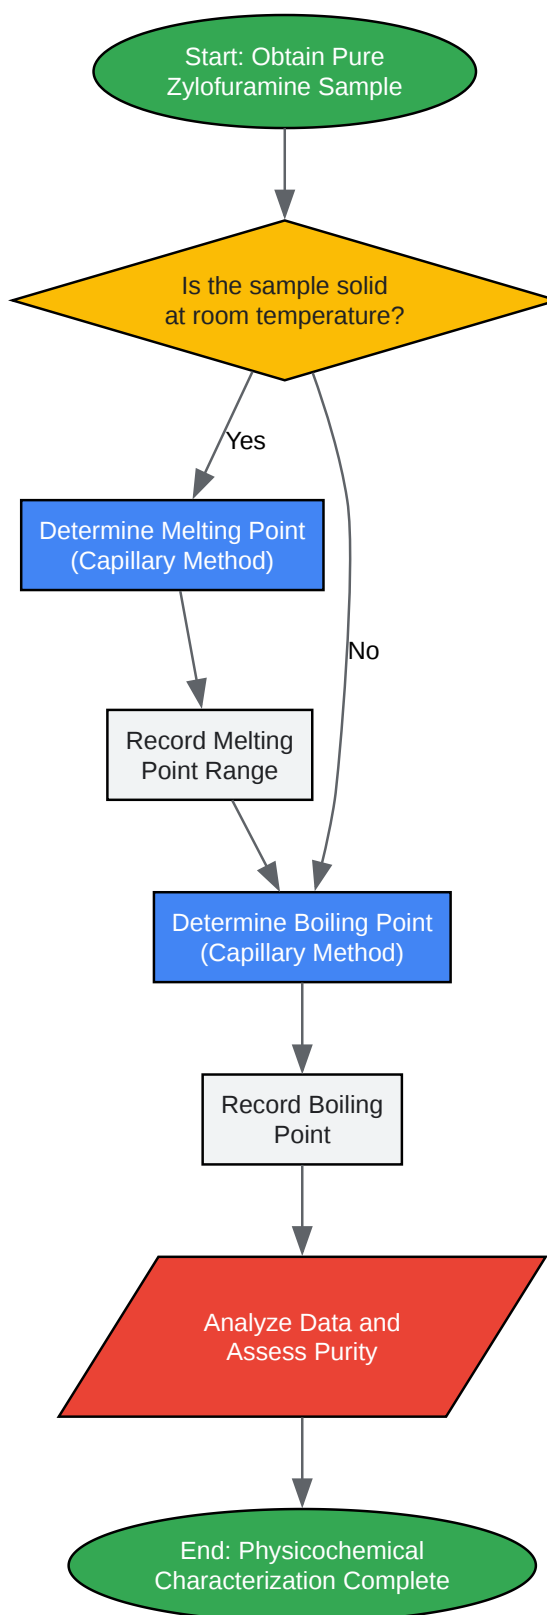 Start: Obtain Pure
Zylofuramine Sample
Is the sample solid
at room temperature?
Yes
Determine Melting Point
(Capillary Method)
No
Record Melting
Point Range
Determine Boiling Point
(Capillary Method)
Record Boiling
Point
Analyze Data and
Assess Purity
End: Physicochemical
Characterization Complete